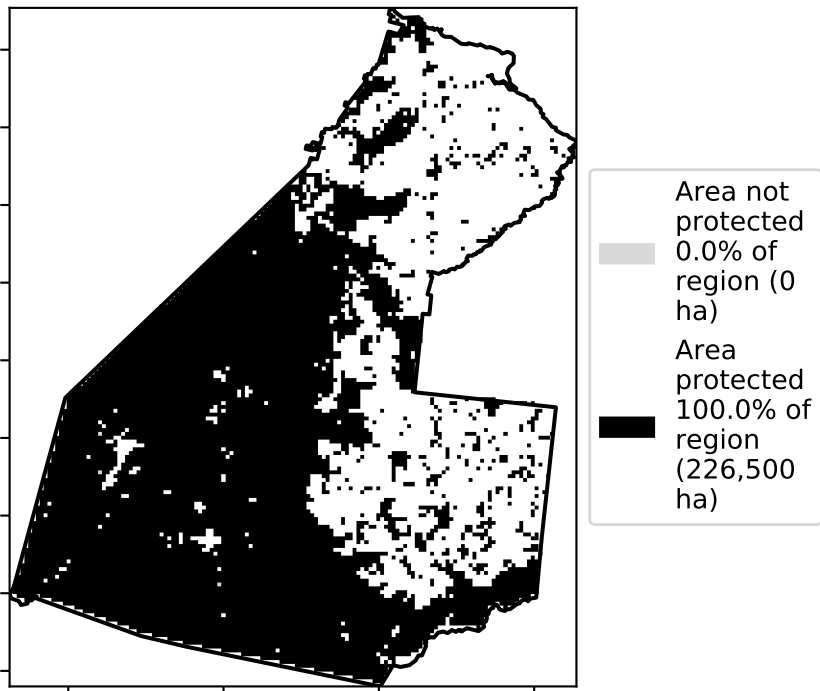 Area not
protected
0.0% of
region (0
ha)
Area
protected
100.0% of
region
(226,500
ha)